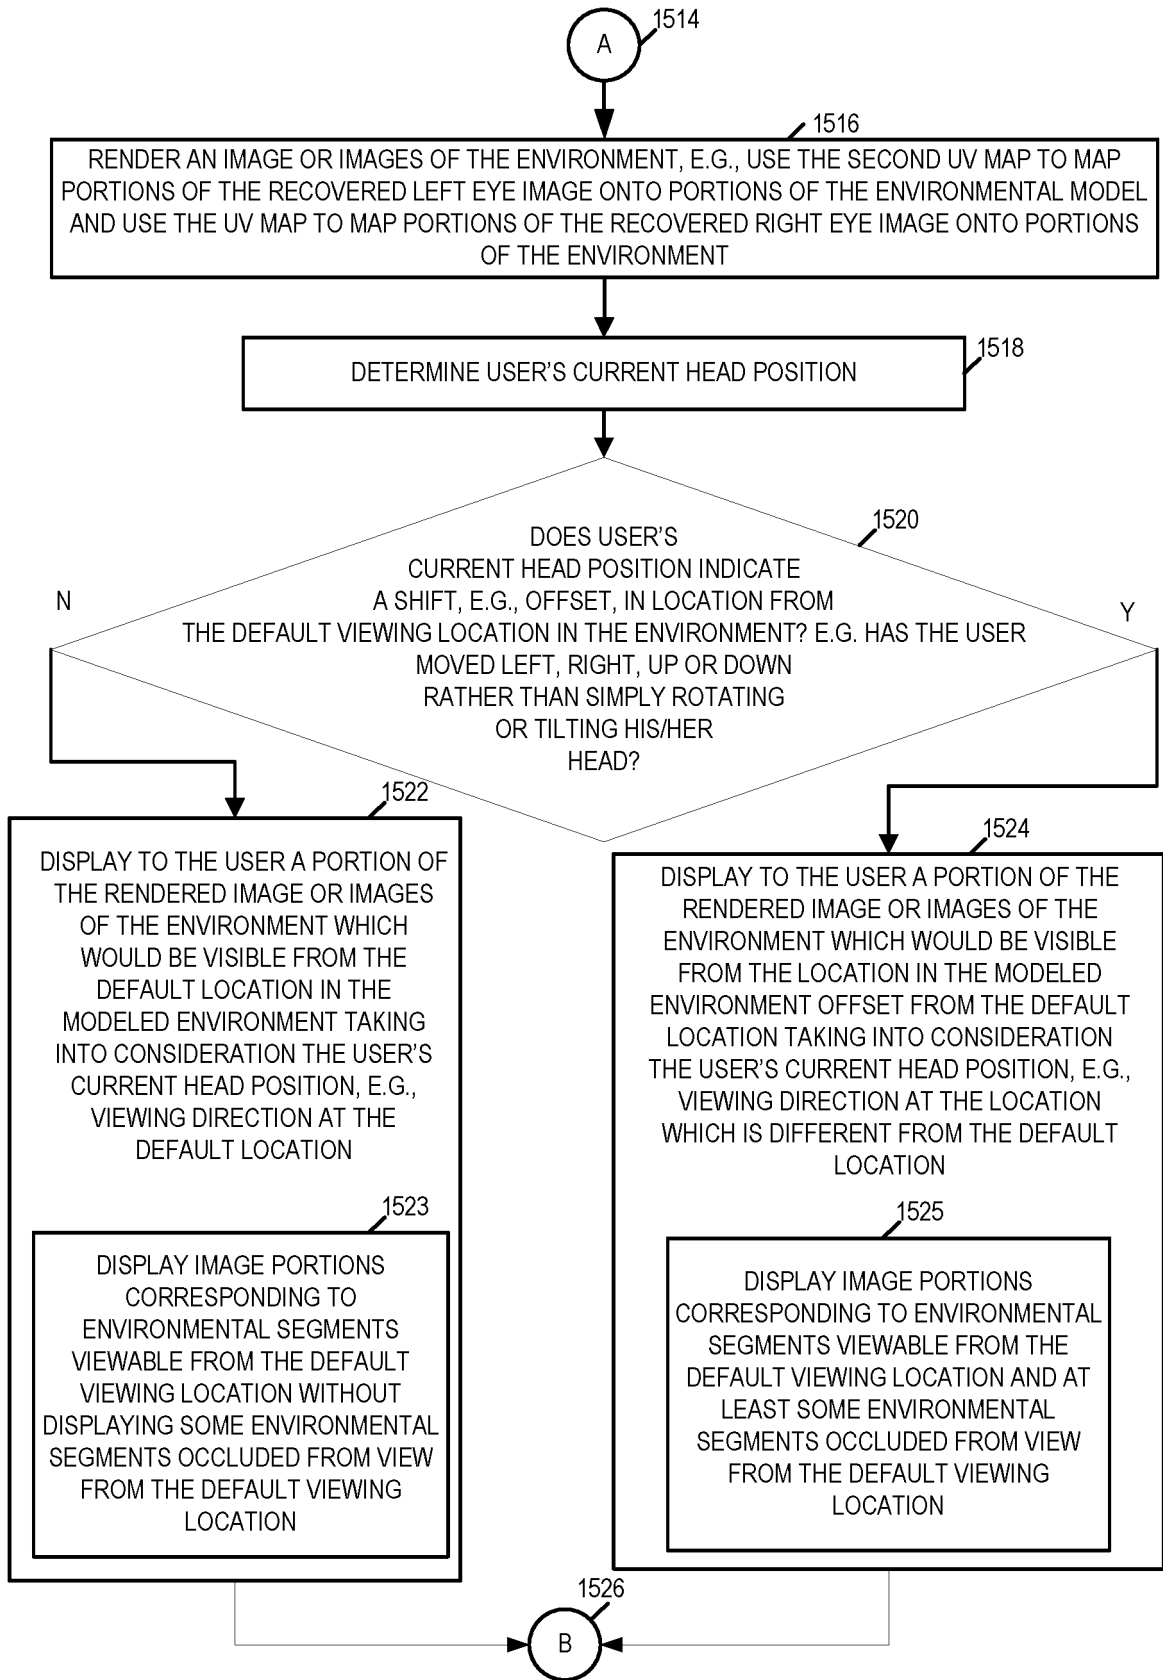 A
1514
1516
RENDER AN IMAGE OR IMAGES OF THE ENVIRONMENT, E.G., USE THE SECOND UV MAP TO MAP
PORTIONS OF THE RECOVERED LEFT EYE IMAGE ONTO PORTIONS OF THE ENVIRONMENTAL MODEL
AND USE THE UV MAP TO MAP PORTIONS OF THE RECOVERED RIGHT EYE IMAGE ONTO PORTIONS
OF THE ENVIRONMENT
1518
DETERMINE USER'S CURRENT HEAD POSITION
1520
DOES USER'S
CURRENT HEAD POSITION INDICATE
A SHIFT, E.G., OFFSET, IN LOCATION FROM
THE DEFAULT VIEWING LOCATION IN THE ENVIRONMENT? E.G. HAS THE USER
MOVED LEFT, RIGHT, UP OR DOWN
RATHER THAN SIMPLY ROTATING
OR TILTING HIS/HER
HEAD?
N
Y
1522
DISPLAY TO THE USER A PORTION OF
THE RENDERED IMAGE OR IMAGES
OF THE ENVIRONMENT WHICH
WOULD BE VISIBLE FROM THE
DEFAULT LOCATION IN THE
MODELED ENVIRONMENT TAKING
INTO CONSIDERATION THE USER'S
CURRENT HEAD POSITION, E.G.,
VIEWING DIRECTION AT THE
DEFAULT LOCATION
1523
DISPLAY IMAGE PORTIONS
CORRESPONDING TO
ENVIRONMENTAL SEGMENTS
VIEWABLE FROM THE DEFAULT
VIEWING LOCATION WITHOUT
DISPLAYING SOME ENVIRONMENTAL
SEGMENTS OCCLUDED FROM VIEW
FROM THE DEFAULT VIEWING
LOCATION
1524
DISPLAY TO THE USER A PORTION OF THE
RENDERED IMAGE OR IMAGES OF THE
ENVIRONMENT WHICH WOULD BE VISIBLE
FROM THE LOCATION IN THE MODELED
ENVIRONMENT OFFSET FROM THE DEFAULT
LOCATION TAKING INTO CONSIDERATION
THE USER'S CURRENT HEAD POSITION, E.G.,
VIEWING DIRECTION AT THE LOCATION
WHICH IS DIFFERENT FROM THE DEFAULT
LOCATION
1525
DISPLAY IMAGE PORTIONS
CORRESPONDING TO ENVIRONMENTAL
SEGMENTS VIEWABLE FROM THE
DEFAULT VIEWING LOCATION AND AT
LEAST SOME ENVIRONMENTAL
SEGMENTS OCCLUDED FROM VIEW
FROM THE DEFAULT VIEWING
LOCATION
1526
B